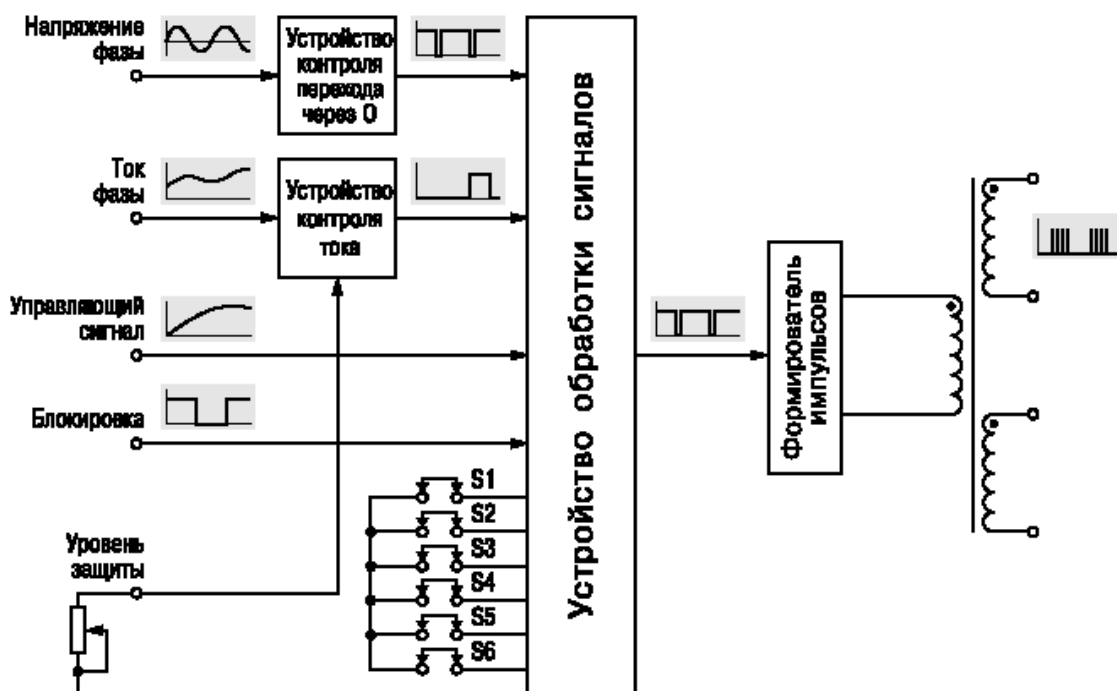 Напряжение
фазы
Устройство
контроля
перехода
через 0
Ток
фазы
Устройство
контроля
тока
Управляющий
сигнал
Блокировка
Уровень
защиты
S1
S2
S3
S4
S5
S6
Устройство обработки сигналов
Формирователь
импульсов